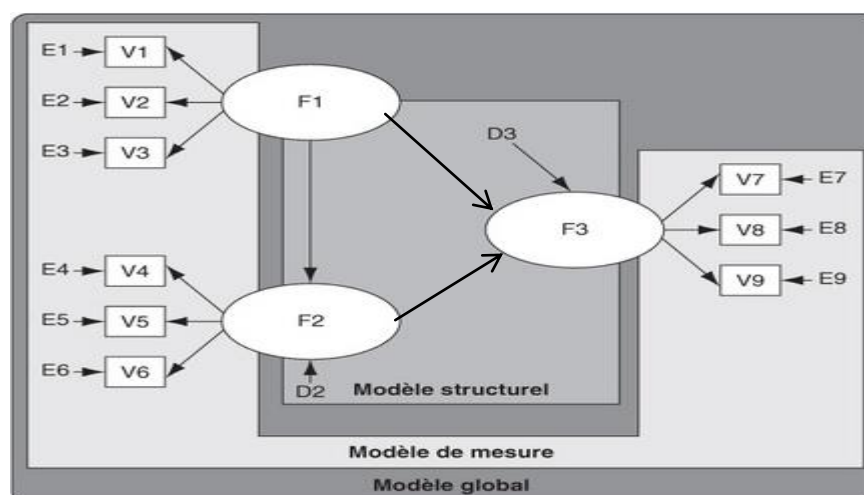 E1 V1
E2 V2
E3 V3
F1
D3
V7 E7
V8 E8
V9 E9
F3
E4 V4
E5 V5
E6 V6
F2
D2
Modèle structurel
Modèle de mesure
Modèle global